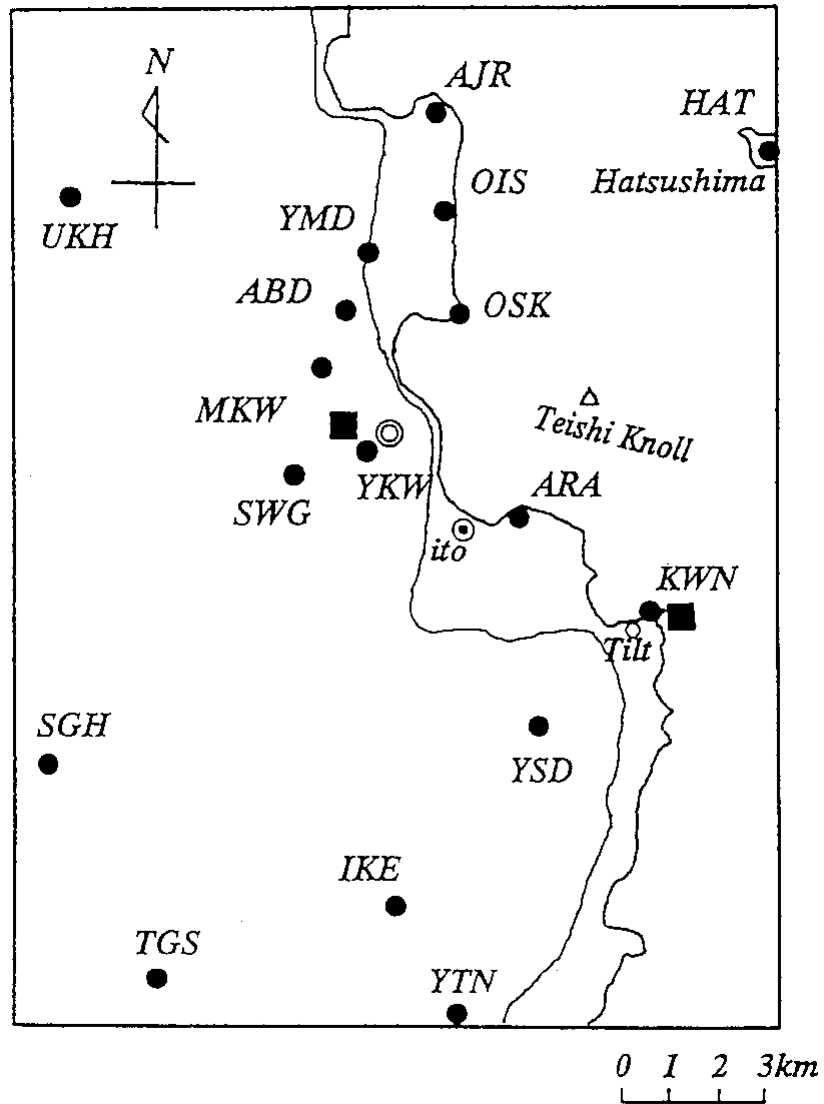 N
AJR
HAT
OIS
Hatsushima
YMD
UKH
ABD
OSK
MKW
Teishi Knoll
YKW
ARA
SWG
ito
KWN
Tilt
SGH
YSD
IKE
TGS
YTN
0 1 2 3km